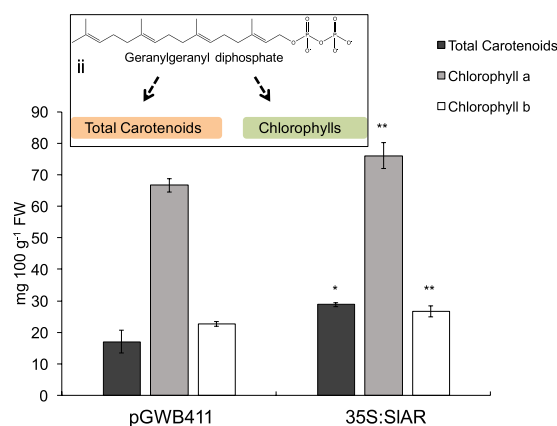 O O
O P O P O-
O- O-
Geranylgeranyl diphosphate
ii
Total Carotenoids Chlorophylls
Total Carotenoids
Chlorophyll a
Chlorophyll b
mg 100 g-1 FW
90
80
70
60
50
40
30
20
10
0
**
*
**
pGWB411 35S:SlAR